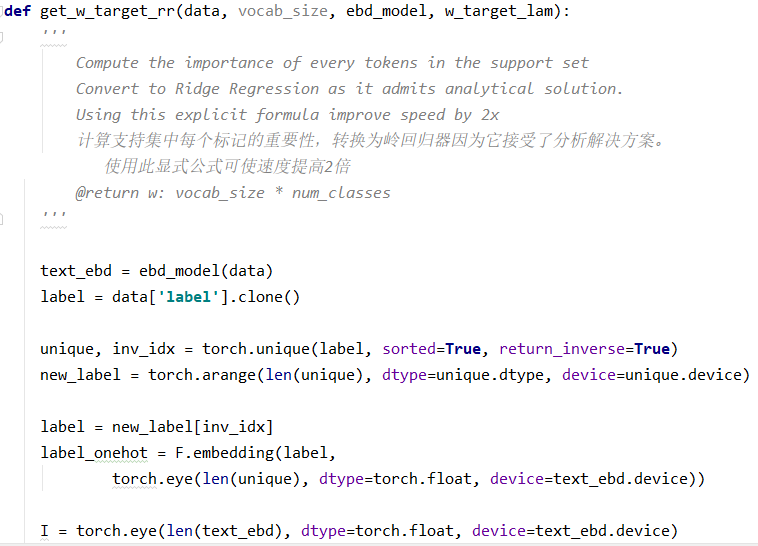 def get_w_target_rr(data, vocab_size, ebd_model, w_target_lam):
'''
Compute the importance of every tokens in the support set
Convert to Ridge Regression as it admits analytical solution.
Using this explicit formula improve speed by 2x
计算支持集中每个标记的重要性，转换为岭回归器因为它接受了分析解决方案。
使用此显式公式可使速度提高2倍
@return w: vocab_size * num_classes
'''
text_ebd = ebd_model(data)
label = data['label'].clone()
unique, inv_idx = torch.unique(label, sorted=True, return_inverse=True)
new_label = torch.arange(len(unique), dtype=unique.dtype, device=unique.device)
label = new_label[inv_idx]
label_onehot = F.embedding(label,
torch.eye(len(unique), dtype=torch.float, device=text_ebd.device))
I = torch.eye(len(text_ebd), dtype=torch.float, device=text_ebd.device)